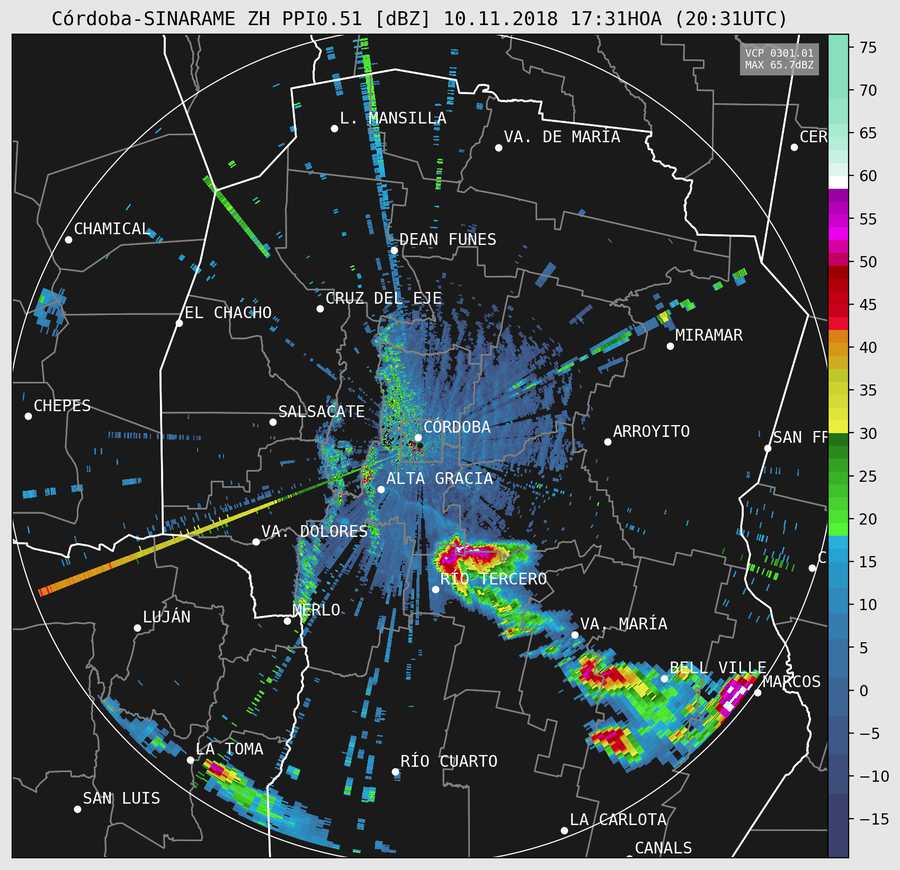 Córdoba-SINARAME ZH PPI0.51 [dBZ] 10.11.2018 17:31HOA (20:31UTC)
VCP 0301.01
MAX 65.7dBZ
75
70
65
60
55
50
45
40
35
30
25
20
15
10
5
0
−5
−10
−15
L. MANSILLA
VA. DE MARÍA
CER
CHAMICAL
DEAN FUNES
CRUZ DEL EJE
EL CHACHO
MIRAMAR
CHEPES
SALSACATE
CÓRDOBA
ARROYITO
SAN FR
ALTA GRACIA
VA. DOLORES
C
RÍO TERCERO
LUJÁN
MERLO
VA. MARÍA
BELL VILLE
MARCOS
LA TOMA
RÍO CUARTO
SAN LUIS
LA CARLOTA
CANALS